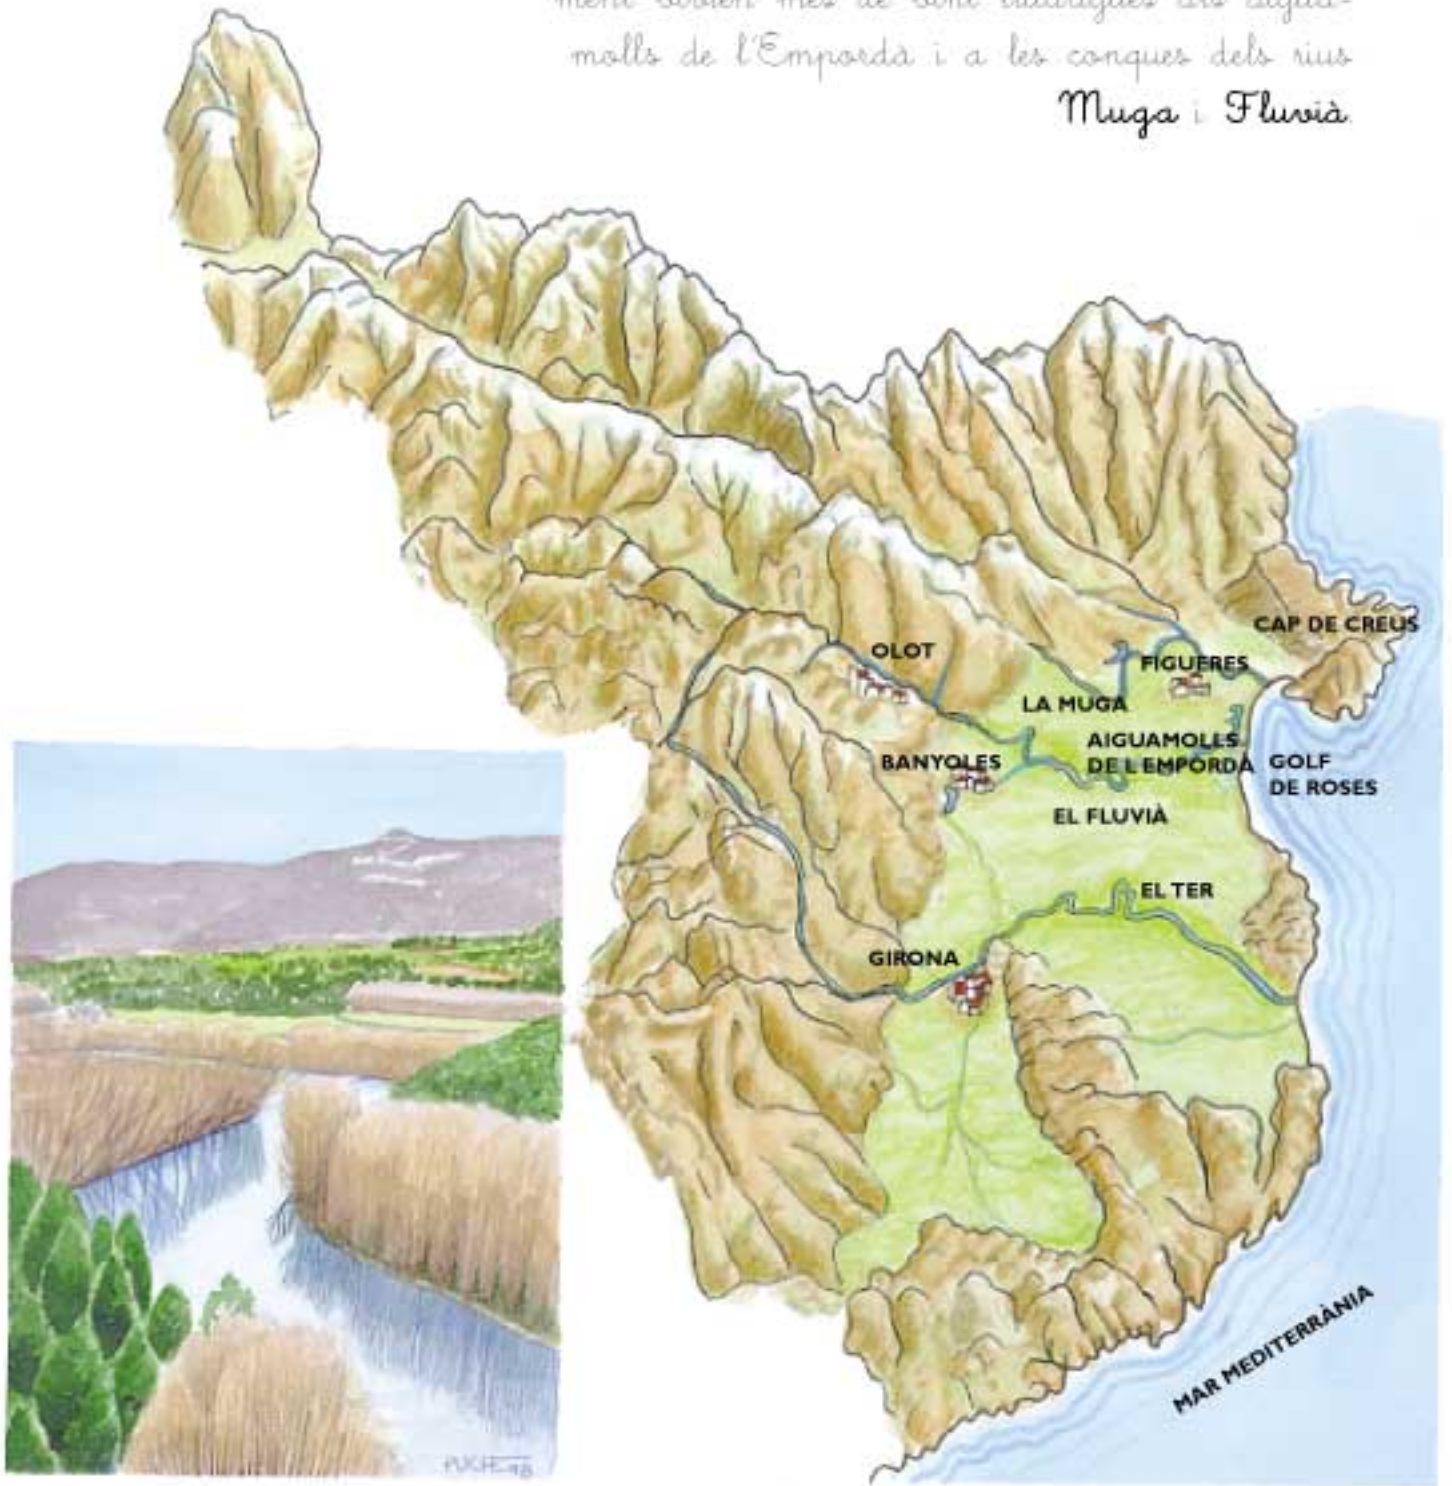 molls de l'Empordà i a les conques dels rius
Muga i Fluvià.
CAP DE CREUS
OLOT
FIGUERES
LA MUGA
AIGUAMOLLS
DE L'EMPORDÀ
BANYOLES
GOLF
DE ROSES
EL FLUVIÀ
EL TER
GIRONA
MAR MEDITERRÀNIA